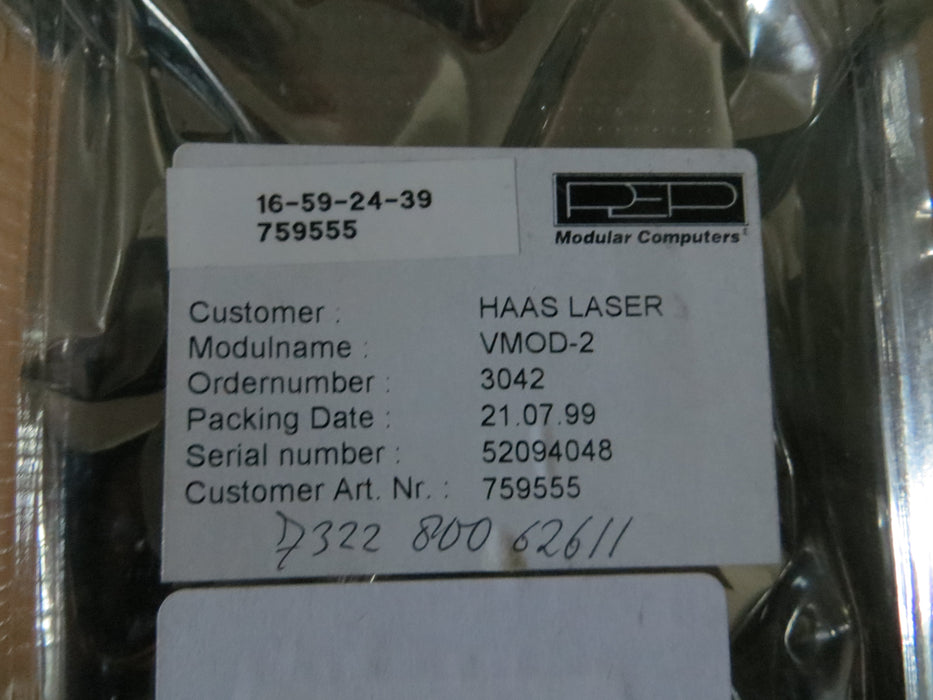 16-59-24-39
759555
PEP
Modular Computers
Customer : HAAS LASER
Modulname : VMOD-2
Ordernumber : 3042
Packing Date : 21.07.99
Serial number : 52094048
Customer Art. Nr. : 759555
D322 800 62611